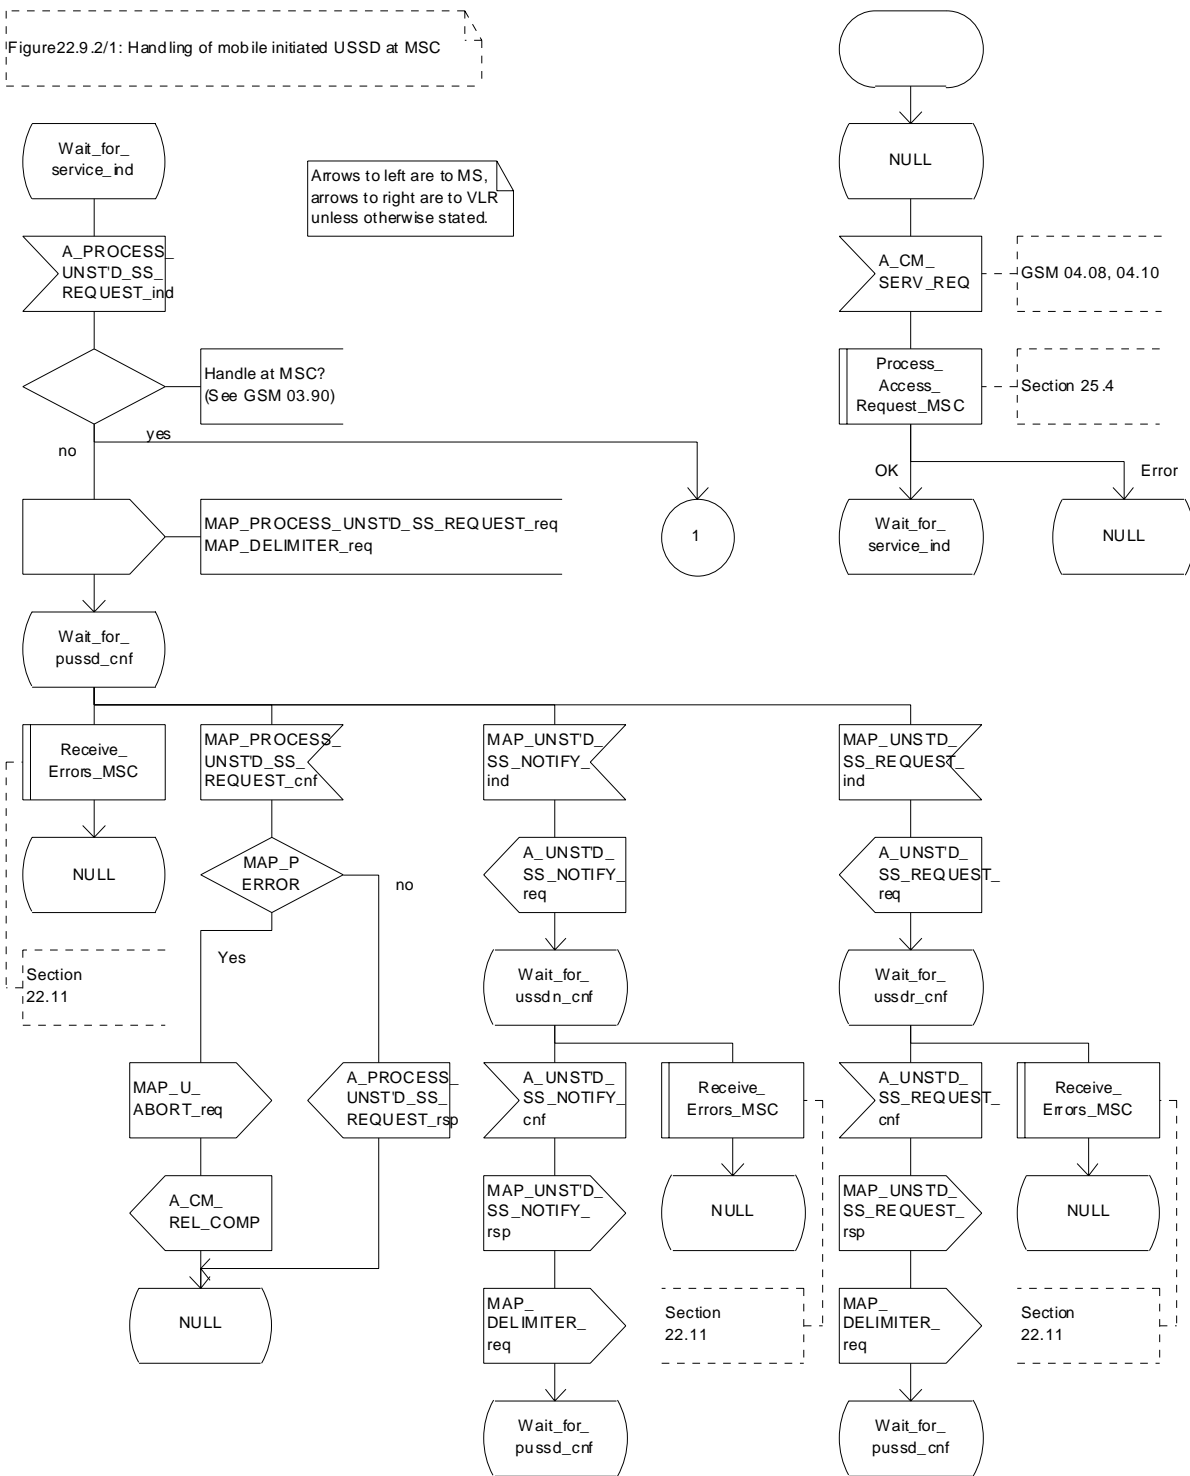 Figure22.9.2/1: Handling of mobile initiated USSD at MSC
Wait_for_
service_ind
Arrows to left are to MS,
arrows to right are to VLR
unless otherwise stated.
NULL
A_PROCESS_
UNST'D_SS_
REQUEST_ind
A_CM_
SERV_REQ
GSM 04.08, 04.10
Handle at MSC?
(See GSM 03.90)
Process_
Access_
Request_MSC
Section 25.4
no
yes
OK
Error
MAP_PROCESS_UNST'D_SS_REQUEST_req
MAP_DELIMITER_req
1
Wait_for_
service_ind
NULL
Wait_for_
pussd_cnf
Receive_
Errors_MSC
MAP_PROCESS_
UNST'D_SS_
REQUEST_cnf
MAP_UNST'D_
SS_NOTIFY_
ind
MAP_UNST'D_
SS_REQUEST_
ind
NULL
MAP_P
ERROR
no
A_UNST'D_
SS_NOTIFY_
req
A_UNST'D_
SS_REQUEST_
req
Yes
Section
22.11
Wait_for_
ussdn_cnf
Wait_for_
ussdr_cnf
MAP_U_
ABORT_req
A_PROCESS_
UNST'D_SS_
REQUEST_rsp
A_UNST'D_
SS_NOTIFY_
cnf
Receive_
Errors_MSC
A_UNST'D_
SS_REQUEST_
cnf
Receive_
Errors_MSC
A_CM_
REL_COMP
MAP_UNST'D_
SS_NOTIFY_
rsp
NULL
MAP_UNST'D_
SS_REQUEST_
rsp
NULL
NULL
MAP_
DELIMITER_
req
Section
22.11
MAP_
DELIMITER_
req
Section
22.11
Wait_for_
pussd_cnf
Wait_for_
pussd_cnf